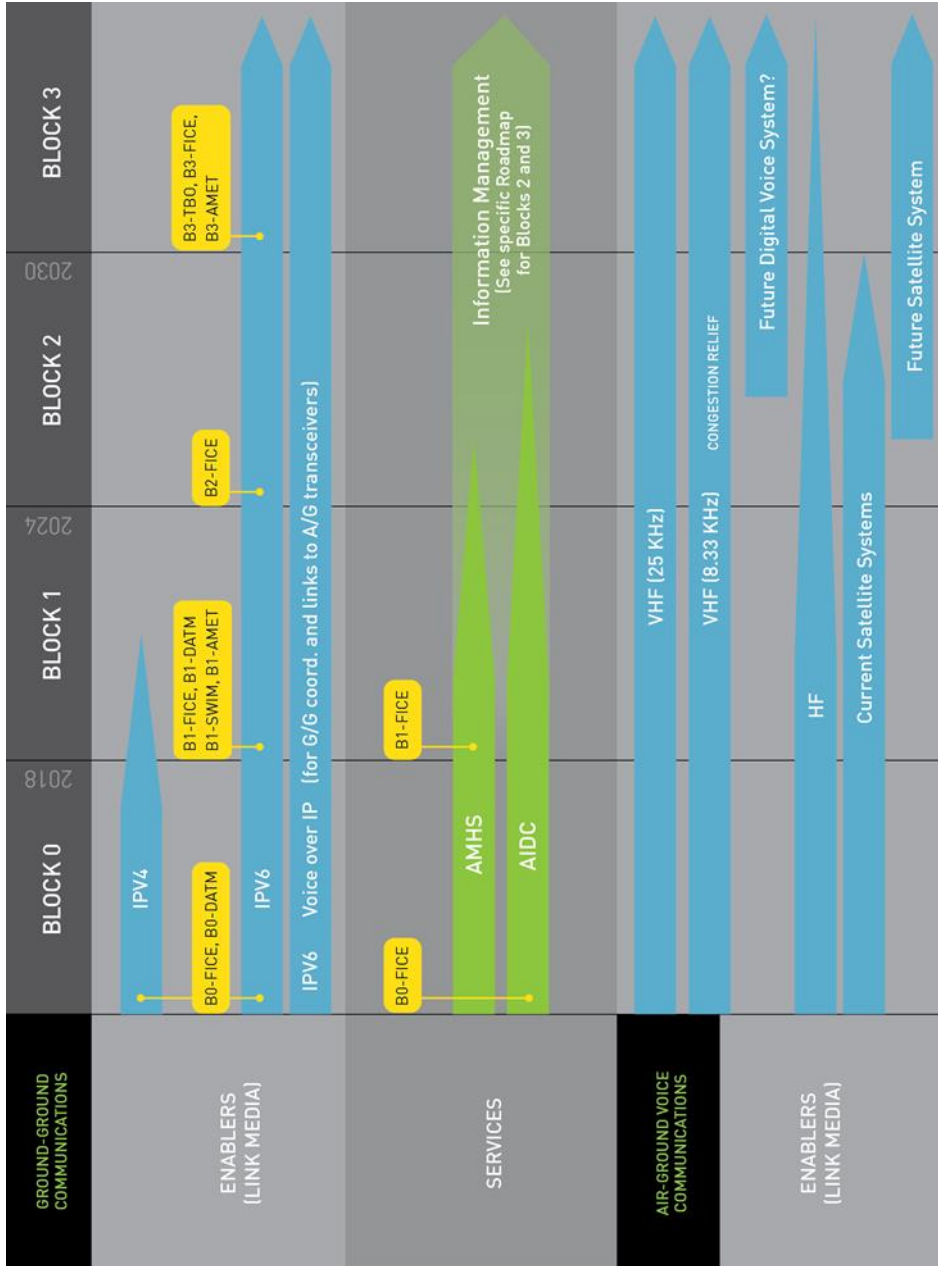 GROUND-GROUND
COMMUNICATIONS
BLOCK 0
2018
BLOCK 1
2024
BLOCK 2
2030
BLOCK 3
ENABLERS
(LINK MEDIA)
IPV4
B0-FICE, B0-DATM
B1-FICE, B1-DATM
B1-SWIM, B1-AMET
B2-FICE
B3-TBO, B3-FICE,
B3-AMET
IPV6
IPV6 Voice over IP (for G/G coord. and links to A/G transceivers)
SERVICES
B0-FICE
B1-FICE
AMHS
AIDC
Information Management
(See specific Roadmap
for Blocks 2 and 3)
AIR-GROUND VOICE
COMMUNICATIONS
VHF (25 KHz)
VHF (8.33 KHz)
CONGESTION RELIEF
ENABLERS
(LINK MEDIA)
Future Digital Voice System?
HF
Current Satellite Systems
Future Satellite System